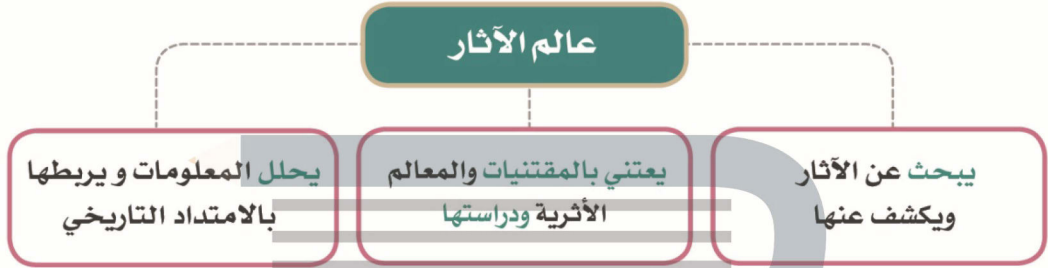 عالم الآثار
يبحث عن الآثار
ويكشف عنها
يعتني بالمقتنيات والمعالم
الأثرية ودراستها
يحلل المعلومات و يربطها
بالامتداد التاريخي